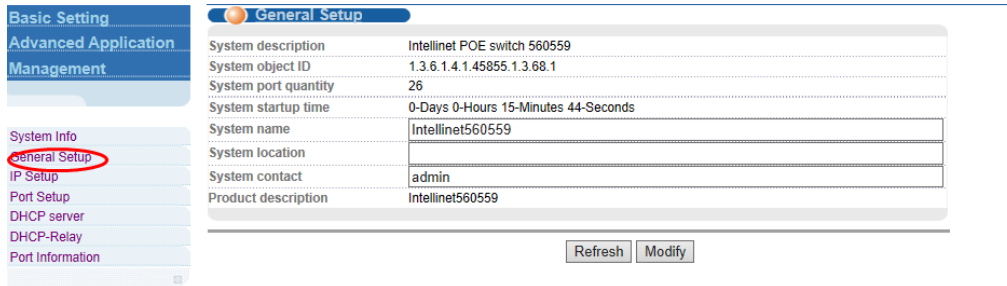 Basic Setting
Advanced Application
Management
System Info
General Setup
IP Setup
Port Setup
DHCP server
DHCP-Relay
Port Information
General Setup
System description Intellinet POE switch 560559
System object ID 1.3.6.1.4.1.45855.1.3.68.1
System port quantity 26
System startup time 0-Days 0-Hours 15-Minutes 44-Seconds
System name Intellinet560559
System location
System contact admin
Product description Intellinet560559
Refresh Modify